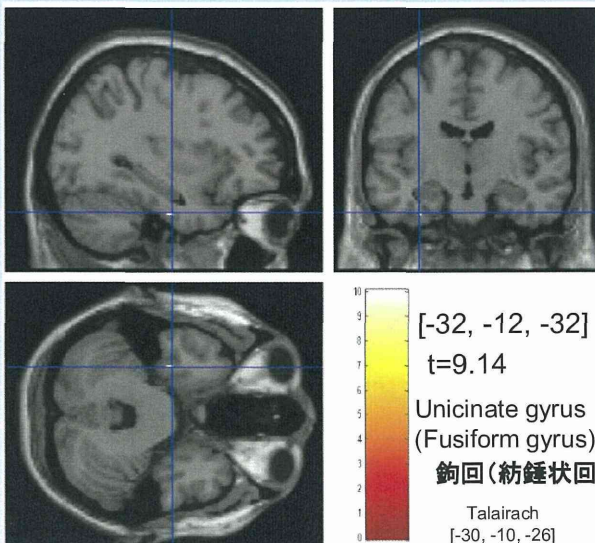 10
9
8
7
6
5
4
3
2
1
0
[-32, -12, -32]
t=9.14
Unicinate gyrus
(Fusiform gyrus)
鉤回(紡錘状回
Talairach
[-30, -10, -26]